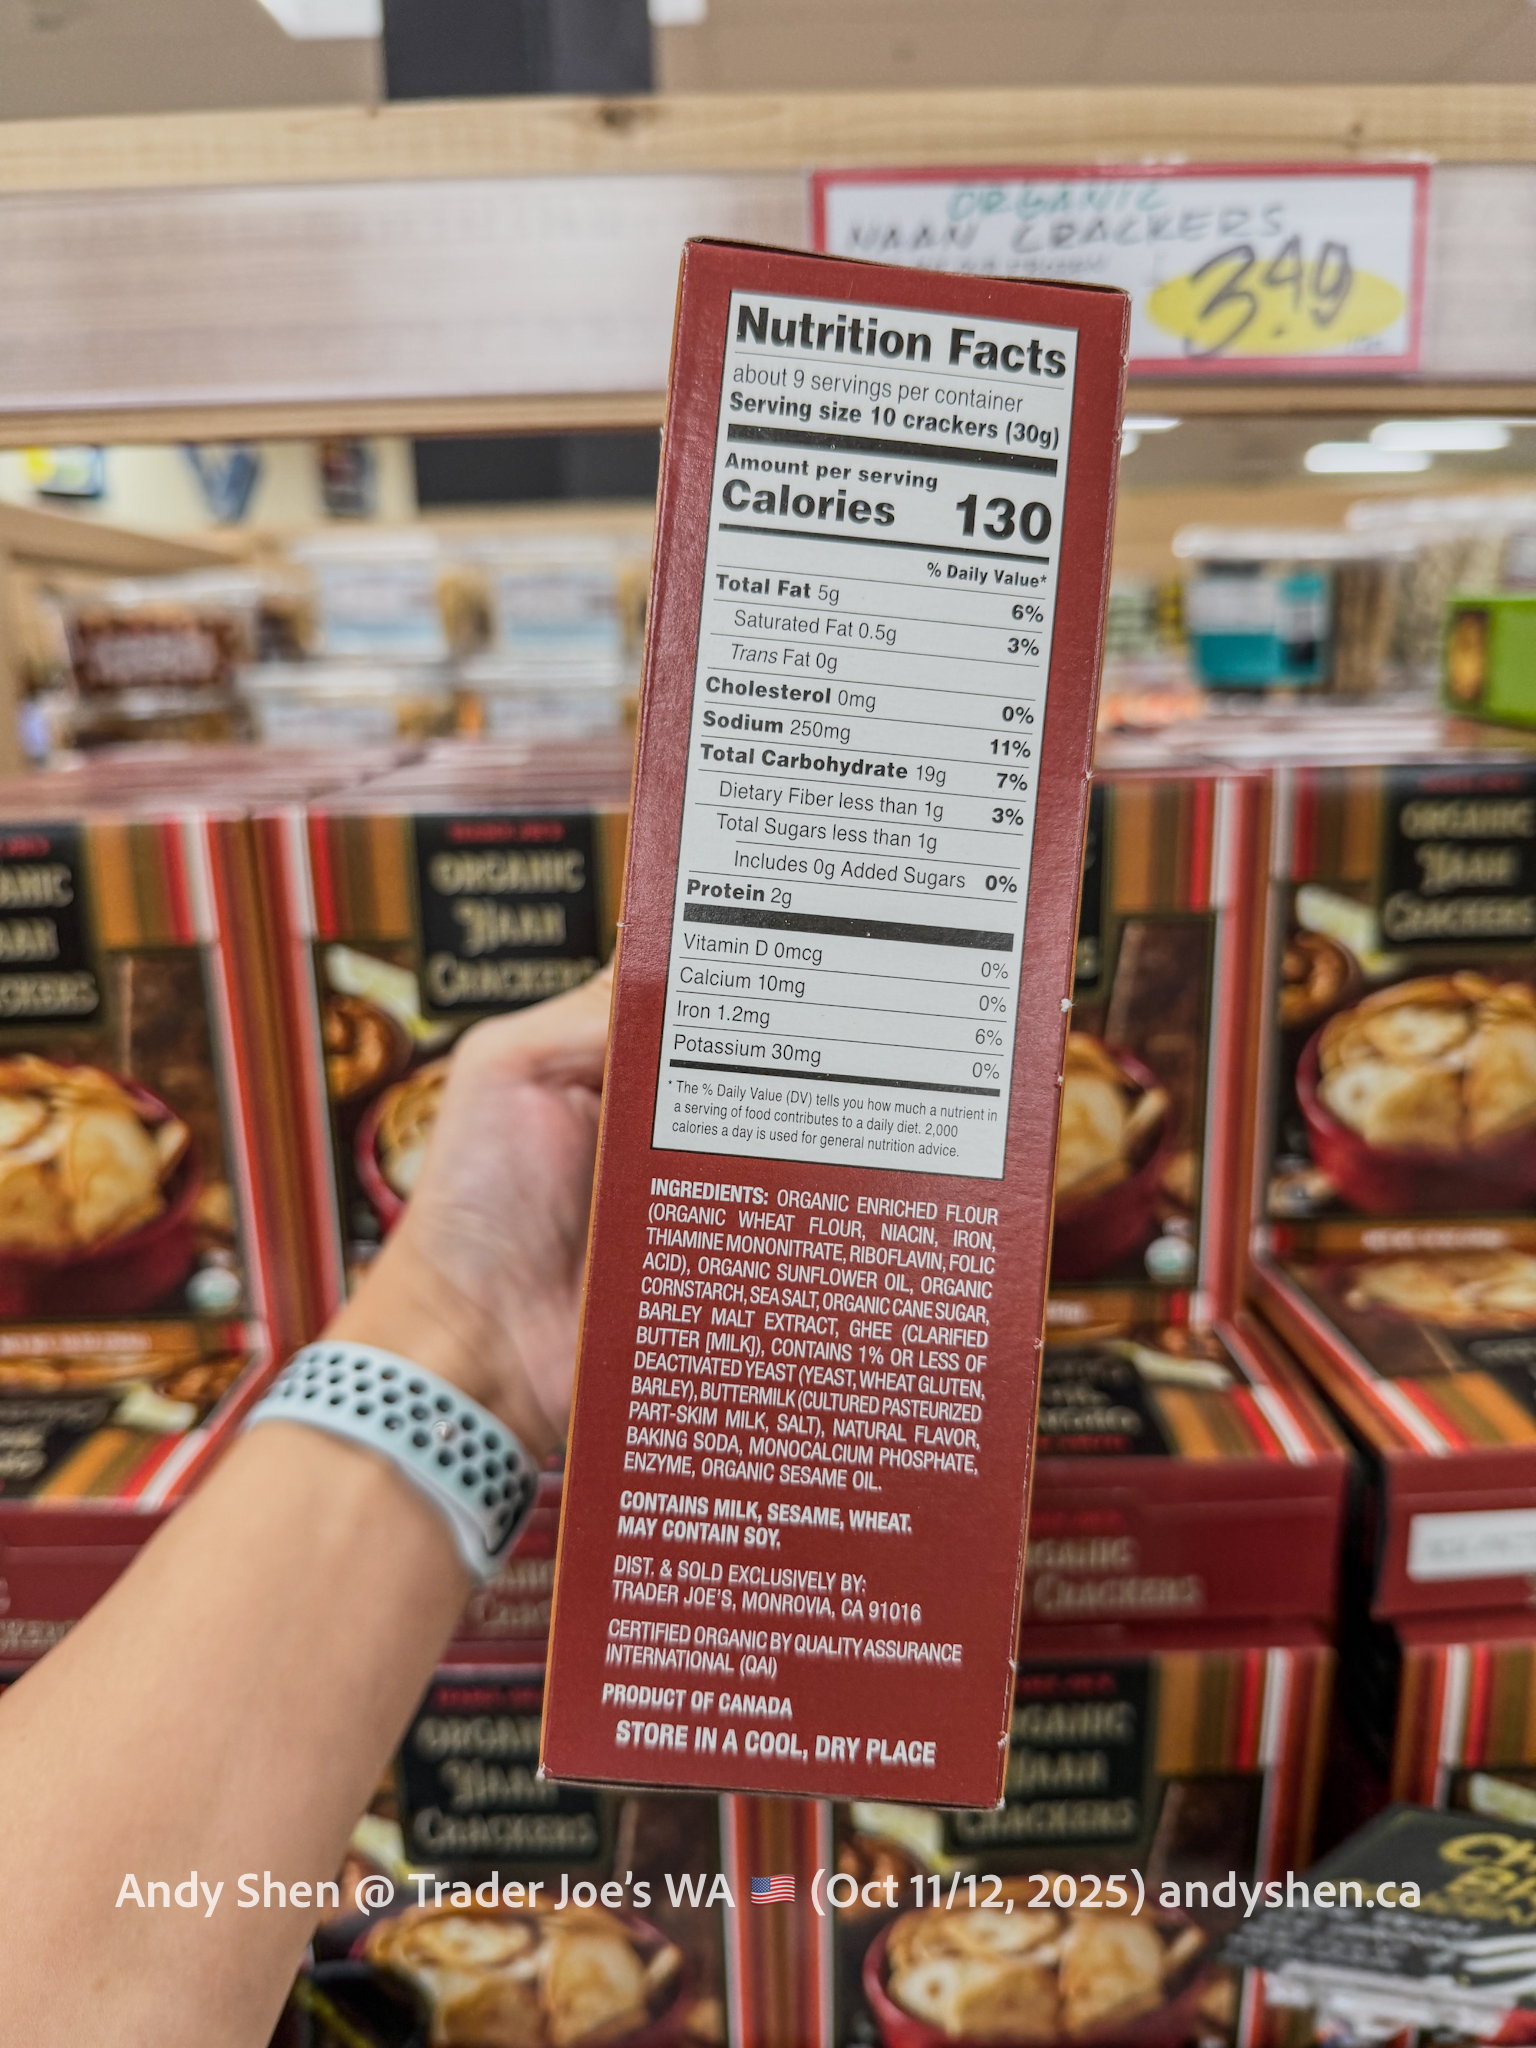 ORGANIC
NAAN CRACKERS
3.49
Nutrition Facts
about 9 servings per container
Serving size 10 crackers (30g)
Amount per serving
Calories 130
% Daily Value*
Total Fat 5g 6%
Saturated Fat 0.5g 3%
Trans Fat 0g
Cholesterol 0mg 0%
Sodium 250mg 11%
Total Carbohydrate 19g 7%
Dietary Fiber less than 1g 3%
Total Sugars less than 1g
Includes 0g Added Sugars 0%
Protein 2g
Vitamin D 0mcg 0%
Calcium 10mg 0%
Iron 1.2mg 6%
Potassium 30mg 0%
* The % Daily Value (DV) tells you how much a nutrient in
a serving of food contributes to a daily diet. 2,000
calories a day is used for general nutrition advice.
INGREDIENTS: ORGANIC ENRICHED FLOUR
(ORGANIC WHEAT FLOUR, NIACIN, IRON,
THIAMINE MONONITRATE, RIBOFLAVIN, FOLIC
ACID), ORGANIC SUNFLOWER OIL, ORGANIC
CORNSTARCH, SEA SALT, ORGANIC CANE SUGAR,
BARLEY MALT EXTRACT, GHEE (CLARIFIED
BUTTER [MILK]), CONTAINS 1% OR LESS OF
DEACTIVATED YEAST (YEAST, WHEAT GLUTEN,
BARLEY), BUTTERMILK (CULTURED PASTEURIZED
PART-SKIM MILK, SALT), NATURAL FLAVOR,
BAKING SODA, MONOCALCIUM PHOSPHATE,
ENZYME, ORGANIC SESAME OIL.
CONTAINS MILK, SESAME, WHEAT.
MAY CONTAIN SOY.
DIST. & SOLD EXCLUSIVELY BY:
TRADER JOE'S, MONROVIA, CA 91016
CERTIFIED ORGANIC BY QUALITY ASSURANCE
INTERNATIONAL (QAI)
PRODUCT OF CANADA
STORE IN A COOL, DRY PLACE
ORGANIC
NAAN
CRACKERS
ORGANIC
NAAN
CRACKERS
Andy Shen @ Trader Joe's WA 🇺🇸 (Oct 11/12, 2025) andyshen.ca